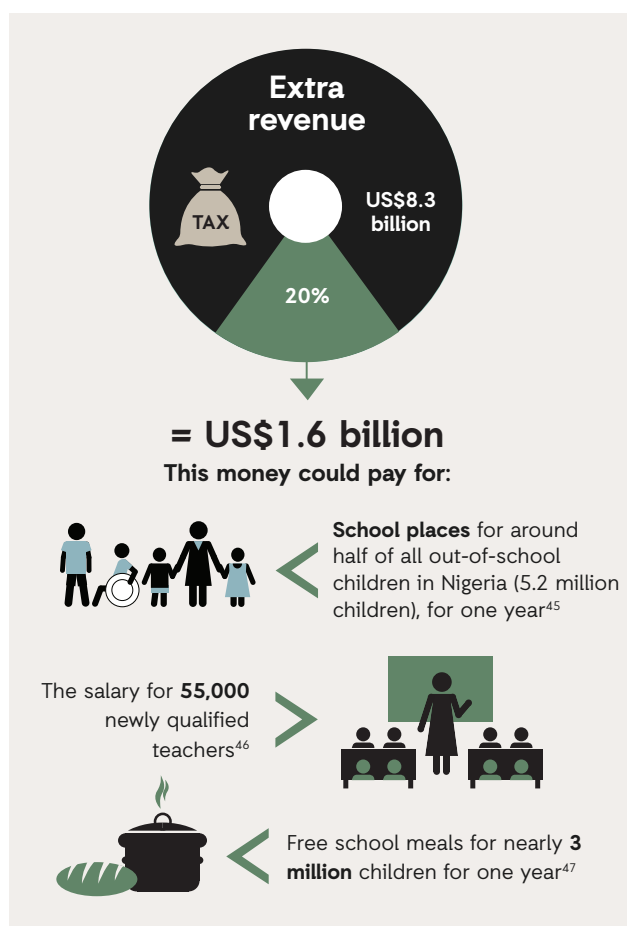 Extra
revenue
TAX
US$8.3
billion
20%
= US$1.6 billion
This money could pay for:
School places for around
half of all out-of-school
children in Nigeria (5.2 million
children), for one year⁴⁵
The salary for 55,000
newly qualified
teachers⁴⁶
Free school meals for nearly 3
million children for one year⁴⁷